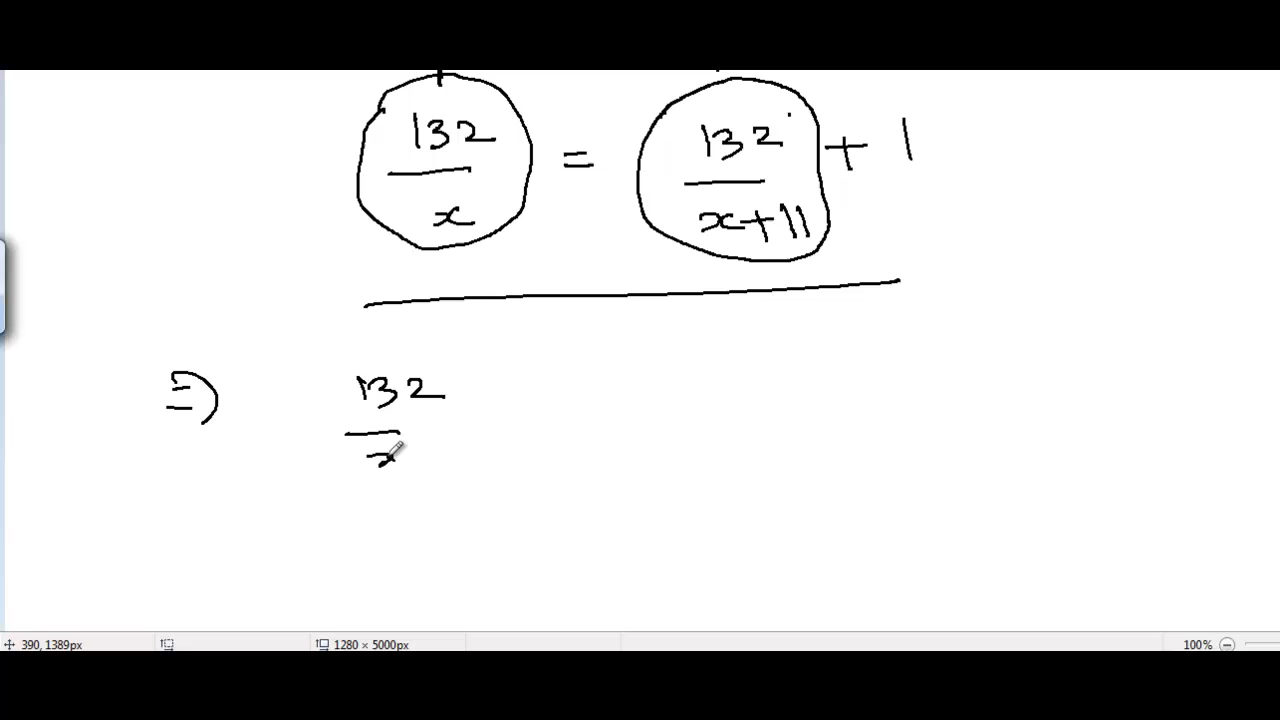 132 = 132 + 1
x x+11
=) 132
390, 1389px 1280 × 5000px 100%